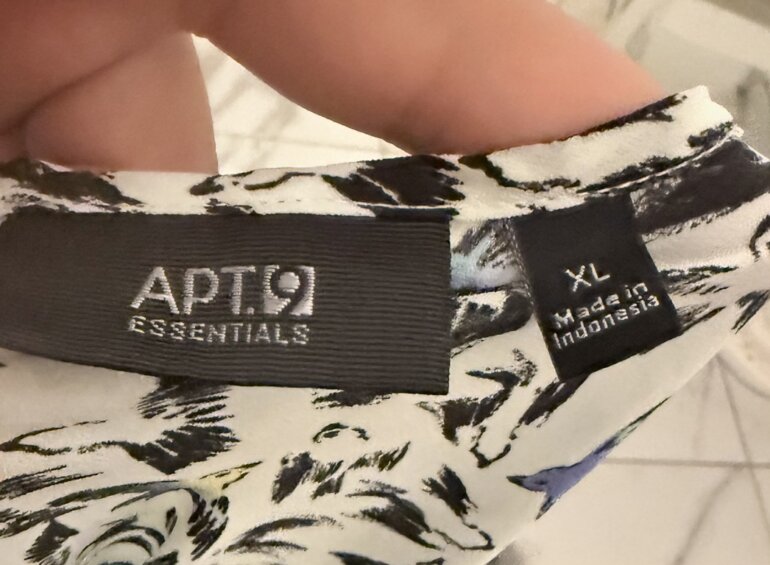 APT.9
ESSENTIALS
XL
Made in
Indonesia